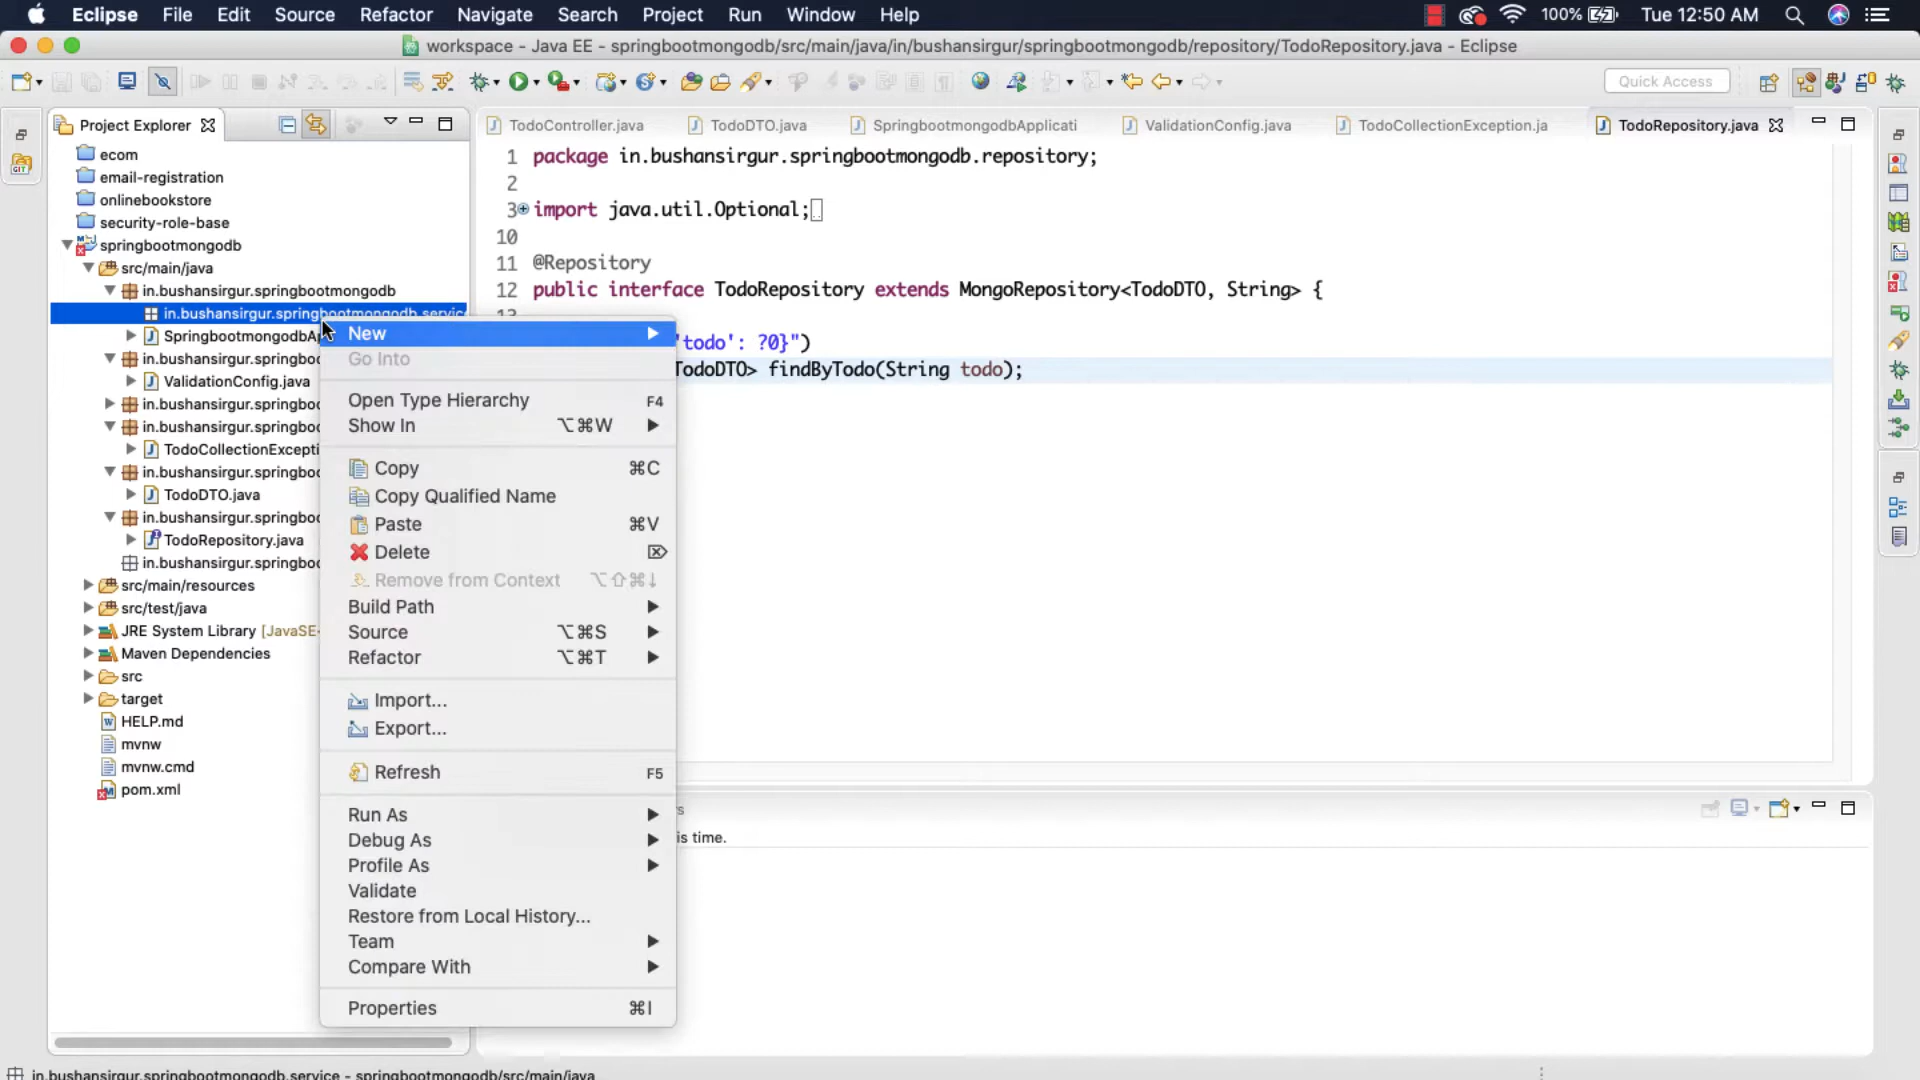 Eclipse File Edit Source Refactor Navigate Search Project Run Window Help 100% Tue 12:50 AM
workspace - Java EE - springbootmongodb/src/main/java/in/bushansirgur/springbootmongodb/repository/TodoRepository.java - Eclipse
Quick Access
Project Explorer
TodoController.java TodoDTO.java SpringbootmongodbApplicati ValidationConfig.java TodoCollectionException.ja TodoRepository.java
ecom
email-registration
onlinebookstore
security-role-base
springbootmongodb
src/main/java
in.bushansirgur.springbootmongodb
in.bushansirgur.springbootmongodb.service
SpringbootmongodbAp
in.bushansirgur.springboo
ValidationConfig.java
in.bushansirgur.springboo
in.bushansirgur.springboo
TodoCollectionExcepti
in.bushansirgur.springboo
TodoDTO.java
in.bushansirgur.springboo
TodoRepository.java
in.bushansirgur.springboo
src/main/resources
src/test/java
JRE System Library [JavaSE-
Maven Dependencies
src
target
HELP.md
mvnw
mvnw.cmd
pom.xml
New
Go Into
Open Type Hierarchy F4
Show In ⌥⌘W
Copy ⌘C
Copy Qualified Name
Paste ⌘V
Delete ⌦
Remove from Context ⌥⇧⌘↓
Build Path
Source ⌥⌘S
Refactor ⌥⌘T
Import...
Export...
Refresh F5
Run As
Debug As
Profile As
Validate
Restore from Local History...
Team
Compare With
Properties ⌘I
1 package in.bushansirgur.springbootmongodb.repository;
2
3 import java.util.Optional;
10
11 @Repository
12 public interface TodoRepository extends MongoRepository<TodoDTO, String> {
13
'todo': ?0}")
TodoDTO> findByTodo(String todo);
is time.
in.bushansirgur.springbootmongodb.service - springbootmongodb/src/main/java